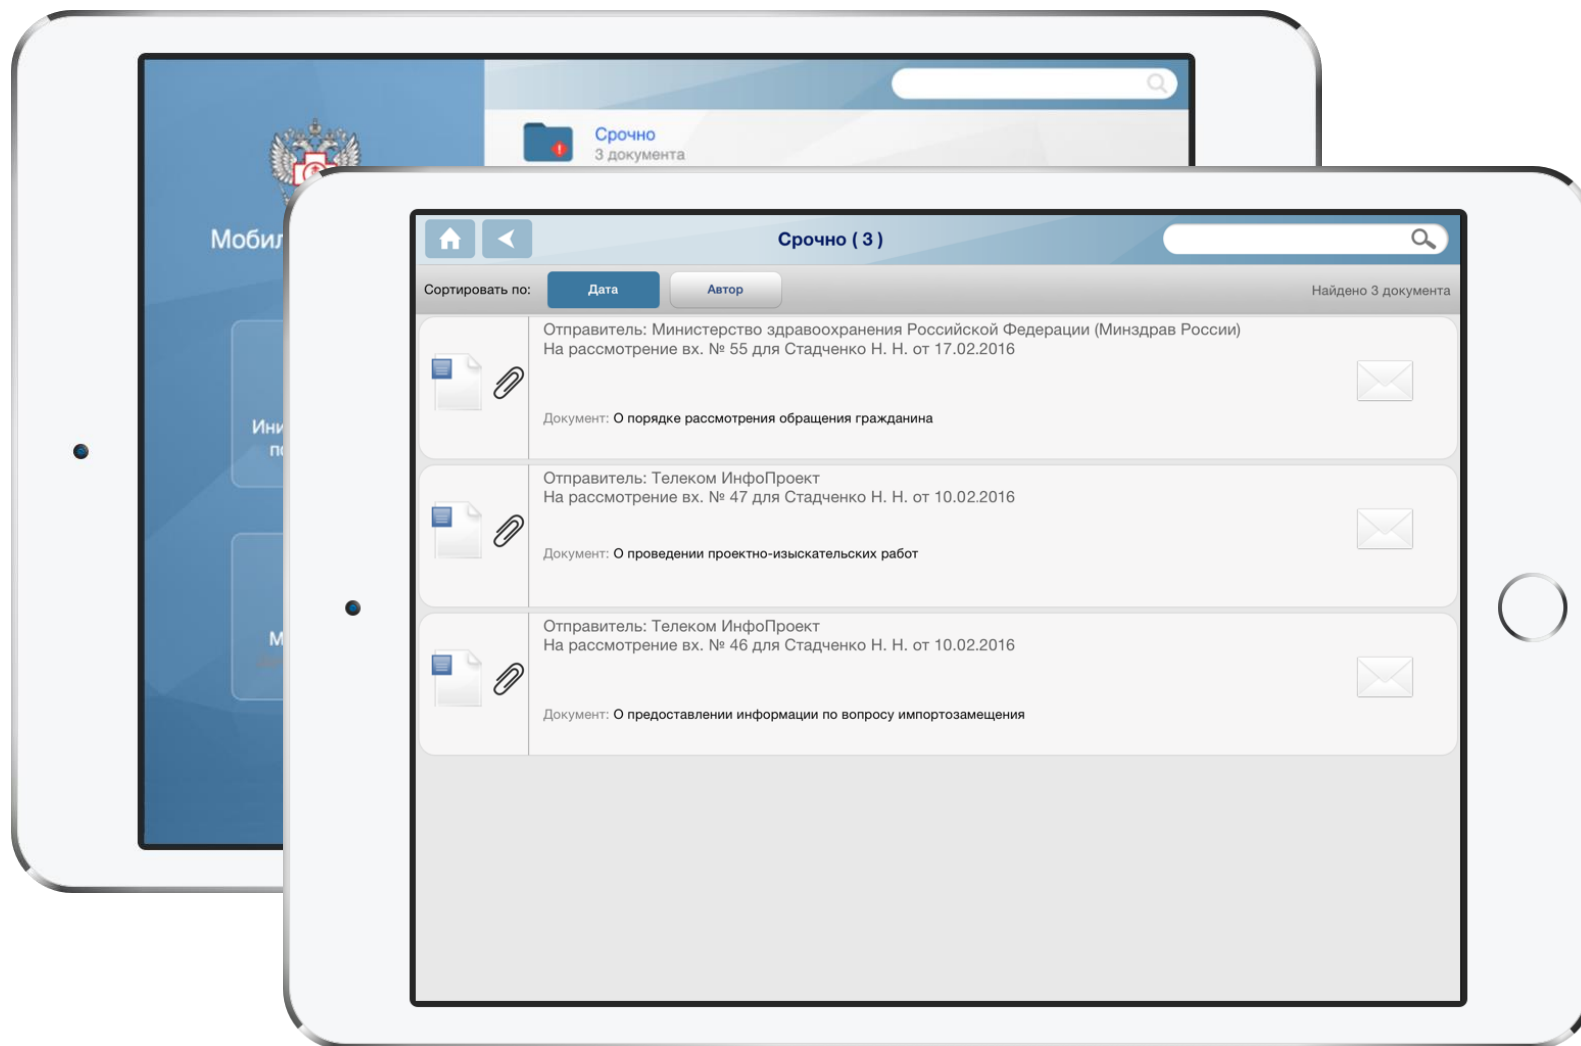 Срочно
3 документа
Срочно ( 3 )
Сортировать по:
Дата
Автор
Найдено 3 документа
Отправитель: Министерство здравоохранения Российской Федерации (Минздрав России)
На рассмотрение вх. № 55 для Стадченко Н. Н. от 17.02.2016
Документ: О порядке рассмотрения обращения гражданина
Отправитель: Телеком ИнфоПроект
На рассмотрение вх. № 47 для Стадченко Н. Н. от 10.02.2016
Документ: О проведении проектно-изыскательских работ
Отправитель: Телеком ИнфоПроект
На рассмотрение вх. № 46 для Стадченко Н. Н. от 10.02.2016
Документ: О предоставлении информации по вопросу импортозамещения